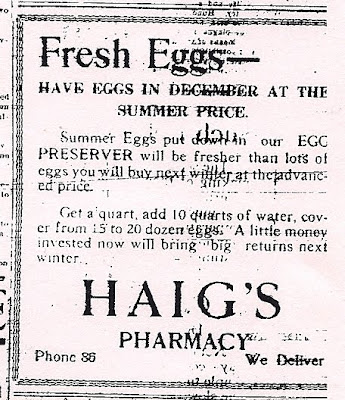 Fresh Eggs—
HAVE EGGS IN DECEMBER AT THE
SUMMER PRICE.
Summer Eggs put down in our EGG
PRESERVER will be fresher than lots of
eggs you will buy next winter at the advanc-
ed price.
Get a quart, add 10 quarts of water, cov-
er from 15 to 20 dozen eggs. A little money
invested now will bring "big" returns next
winter.
HAIG'S
PHARMACY
Phone 86 We Deliver